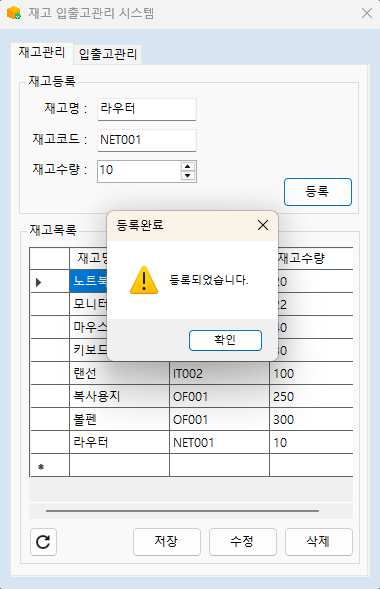 재고 입출고관리 시스템
재고관리 입출고관리
재고등록
재고명 : 라우터
재고코드 : NET001
재고수량 : 10
등록
재고목록
등록완료
등록되었습니다.
확인
재고명 재고수량
노트북 20
모니터 22
마우스 40
키보드
랜선 IT002 100
복사용지 OF001 250
볼펜 OF001 300
라우터 NET001 10
저장 수정 삭제